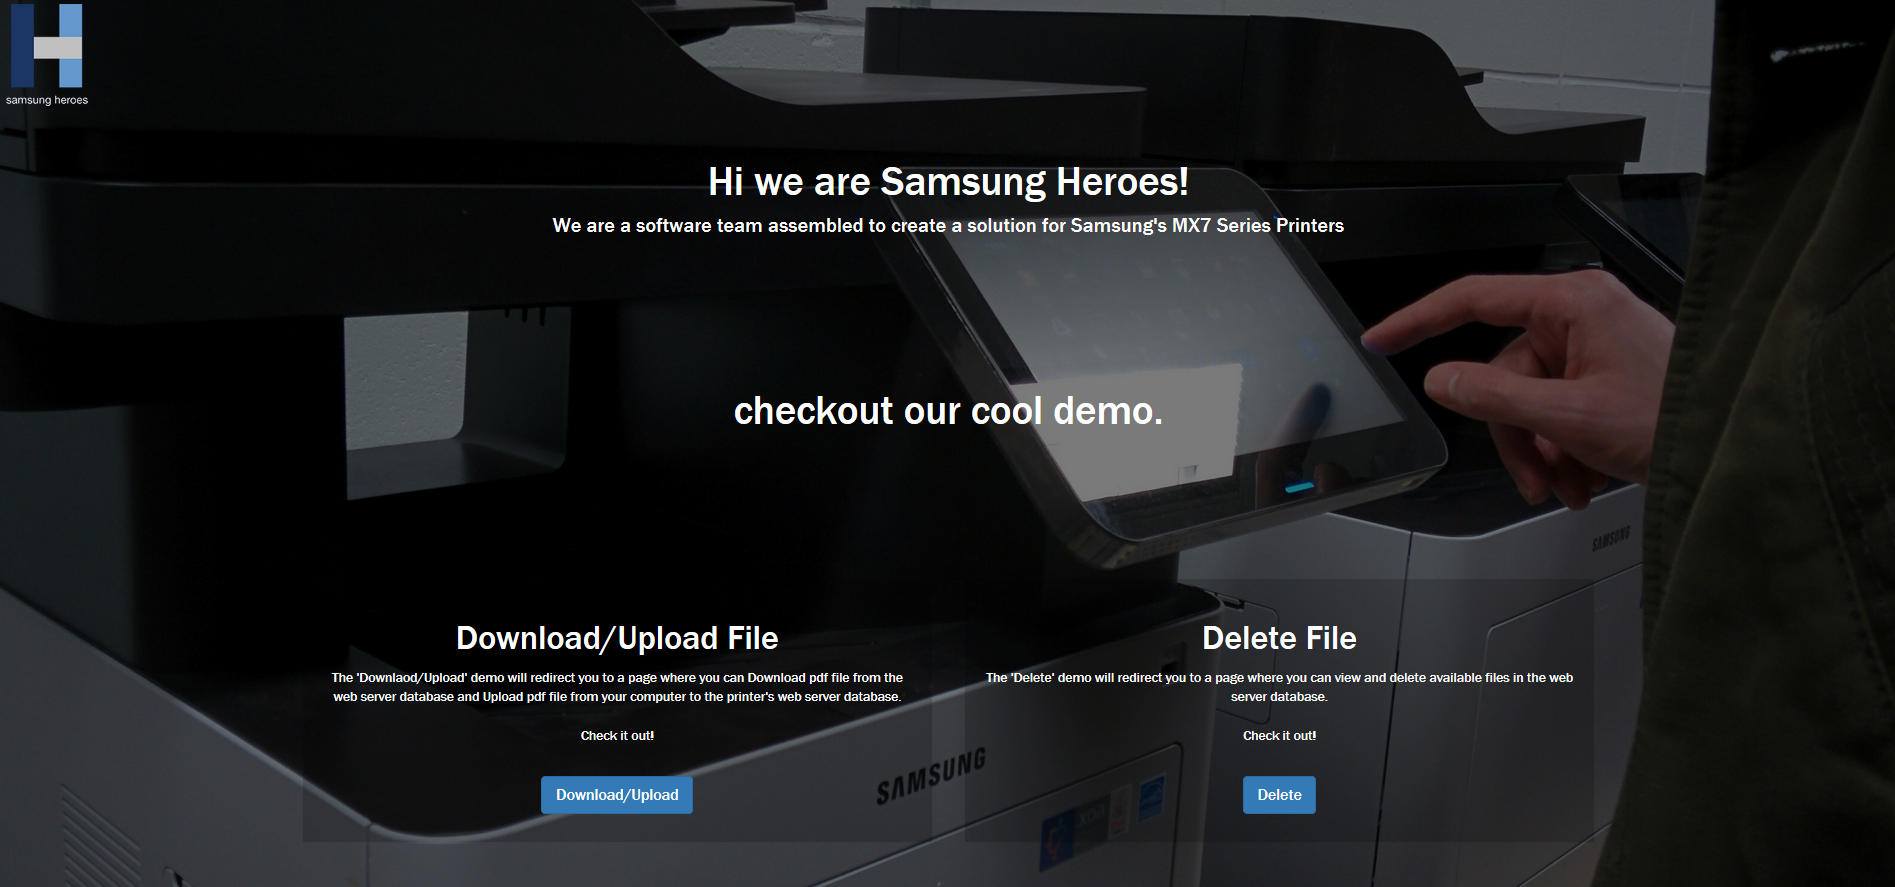 samsung heroes
Hi we are Samsung Heroes!
We are a software team assembled to create a solution for Samsung's MX7 Series Printers
checkout our cool demo.
SAMSUNG
Download/Upload File
The 'Downlaod/Upload' demo will redirect you to a page where you can Download pdf file from the
web server database and Upload pdf file from your computer to the printer's web server database.
Check it out!
Download/Upload
Delete File
The 'Delete' demo will redirect you to a page where you can view and delete available files in the web
server database.
Check it out!
Delete
SAMSUNG